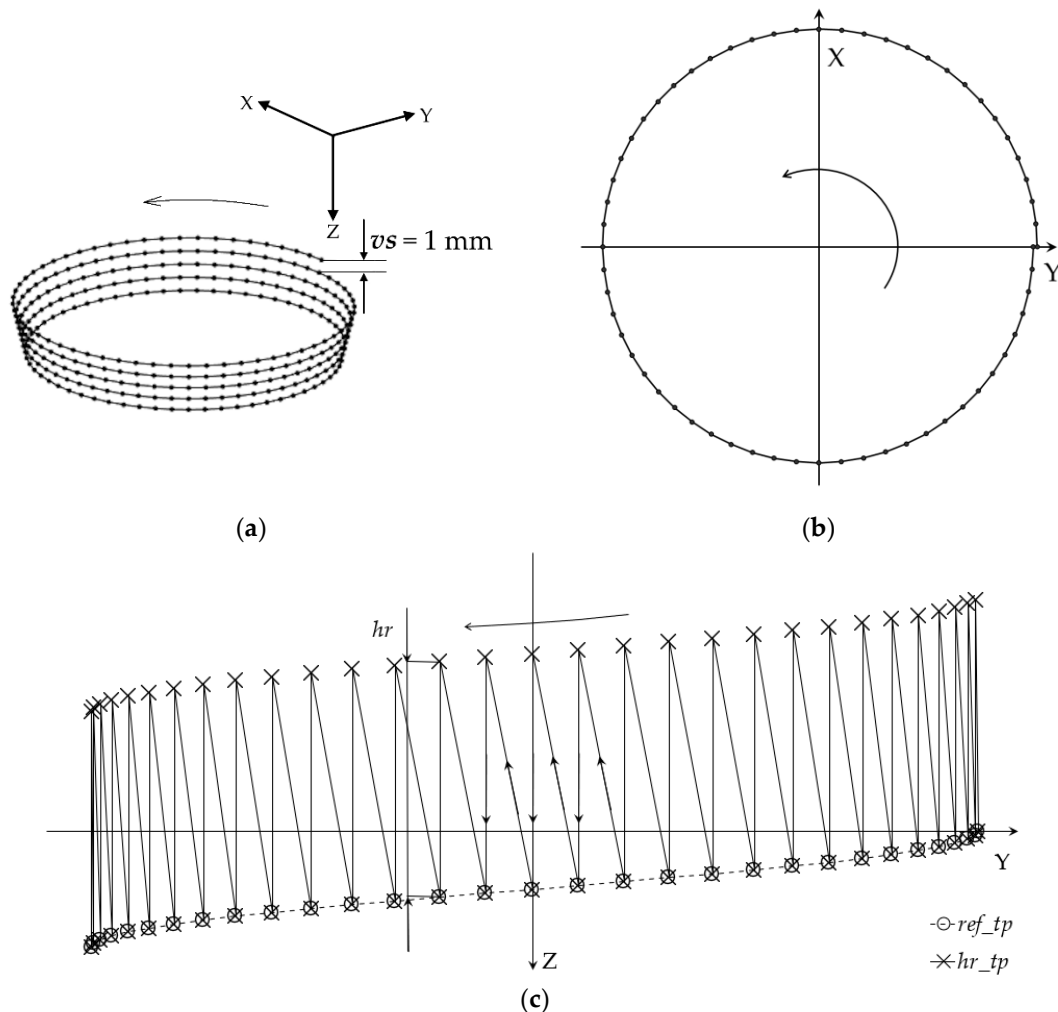 X
Y
Z
vs = 1 mm
X
Y
(a)
(b)
hr
Y
Z
ref_tp
hr_tp
(c)